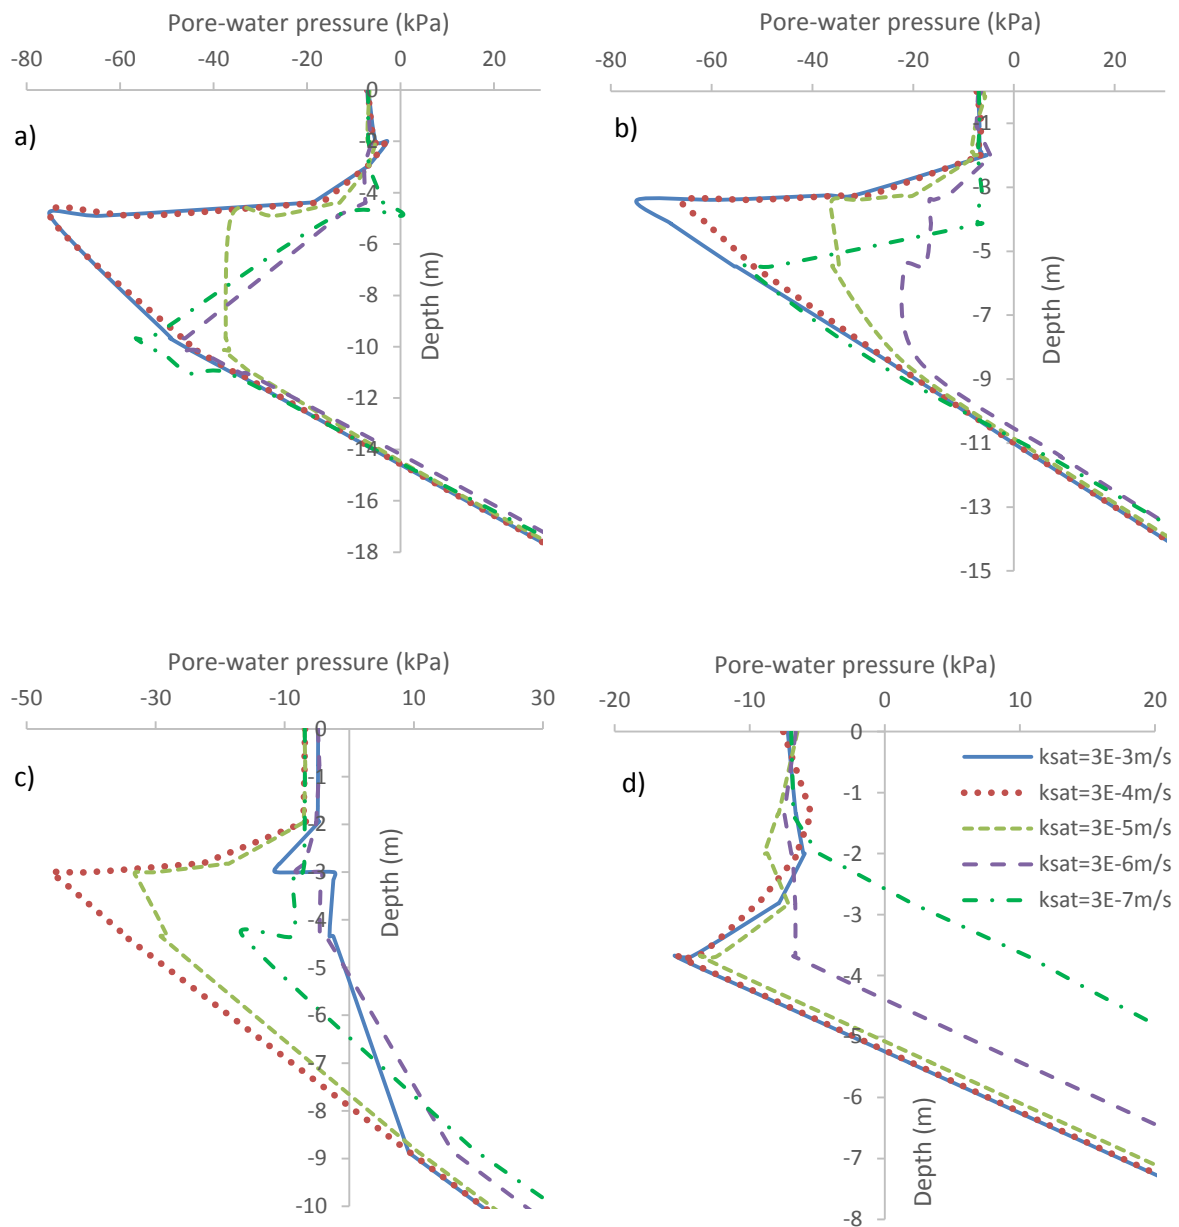 Pore-water pressure (kPa)
-80 -60 -40 -20 0 20
a)
0
-2
-4
-6
-8
-10
-12
-14
-16
-18
Depth (m)
Pore-water pressure (kPa)
-80 -60 -40 -20 0 20
b)
-1
-3
-5
-7
-9
-11
-13
-15
Depth (m)
Pore-water pressure (kPa)
-50 -30 -10 10 30
c)
0
-1
-2
-3
-4
-5
-6
-7
-8
-9
-10
Depth (m)
Pore-water pressure (kPa)
-20 -10 0 10 20
d)
0
-1
-2
-3
-4
-5
-6
-7
-8
Depth (m)
ksat=3E-3m/s
ksat=3E-4m/s
ksat=3E-5m/s
ksat=3E-6m/s
ksat=3E-7m/s